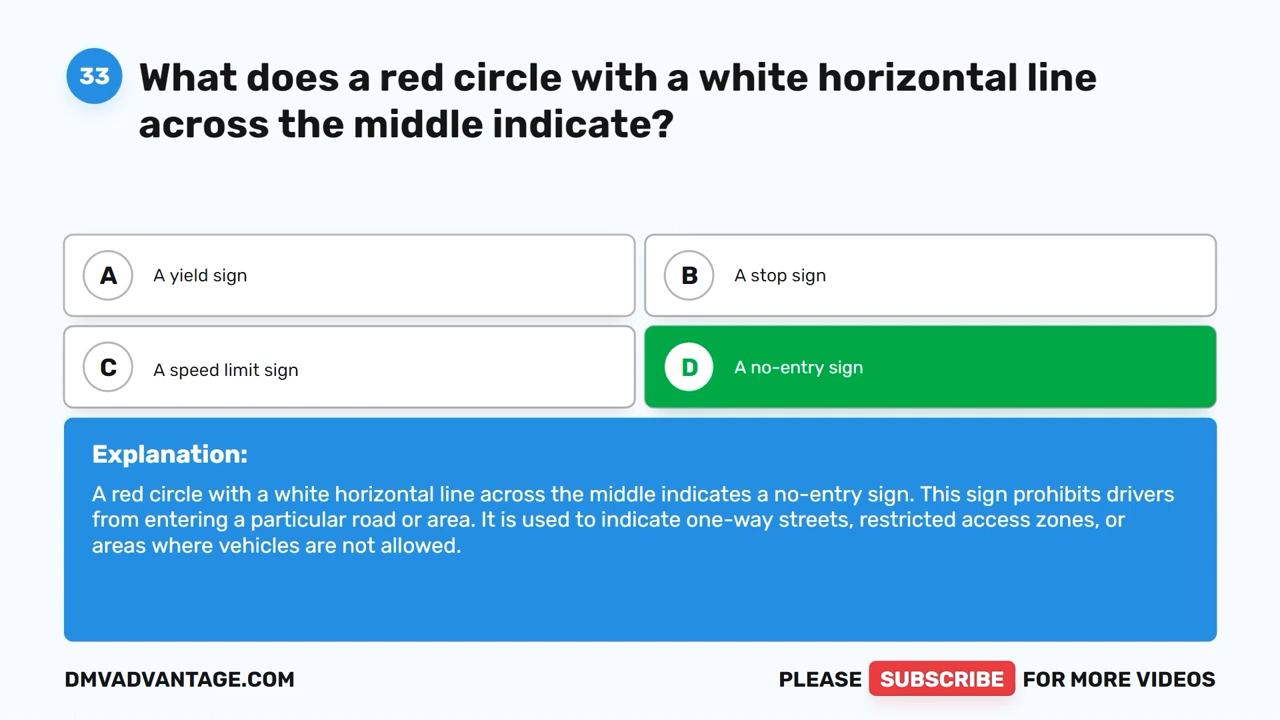 33
What does a red circle with a white horizontal line
across the middle indicate?
A A yield sign
B A stop sign
C A speed limit sign
D A no-entry sign
Explanation:
A red circle with a white horizontal line across the middle indicates a no-entry sign. This sign prohibits drivers
from entering a particular road or area. It is used to indicate one-way streets, restricted access zones, or
areas where vehicles are not allowed.
DMVADVANTAGE.COM
PLEASE SUBSCRIBE FOR MORE VIDEOS